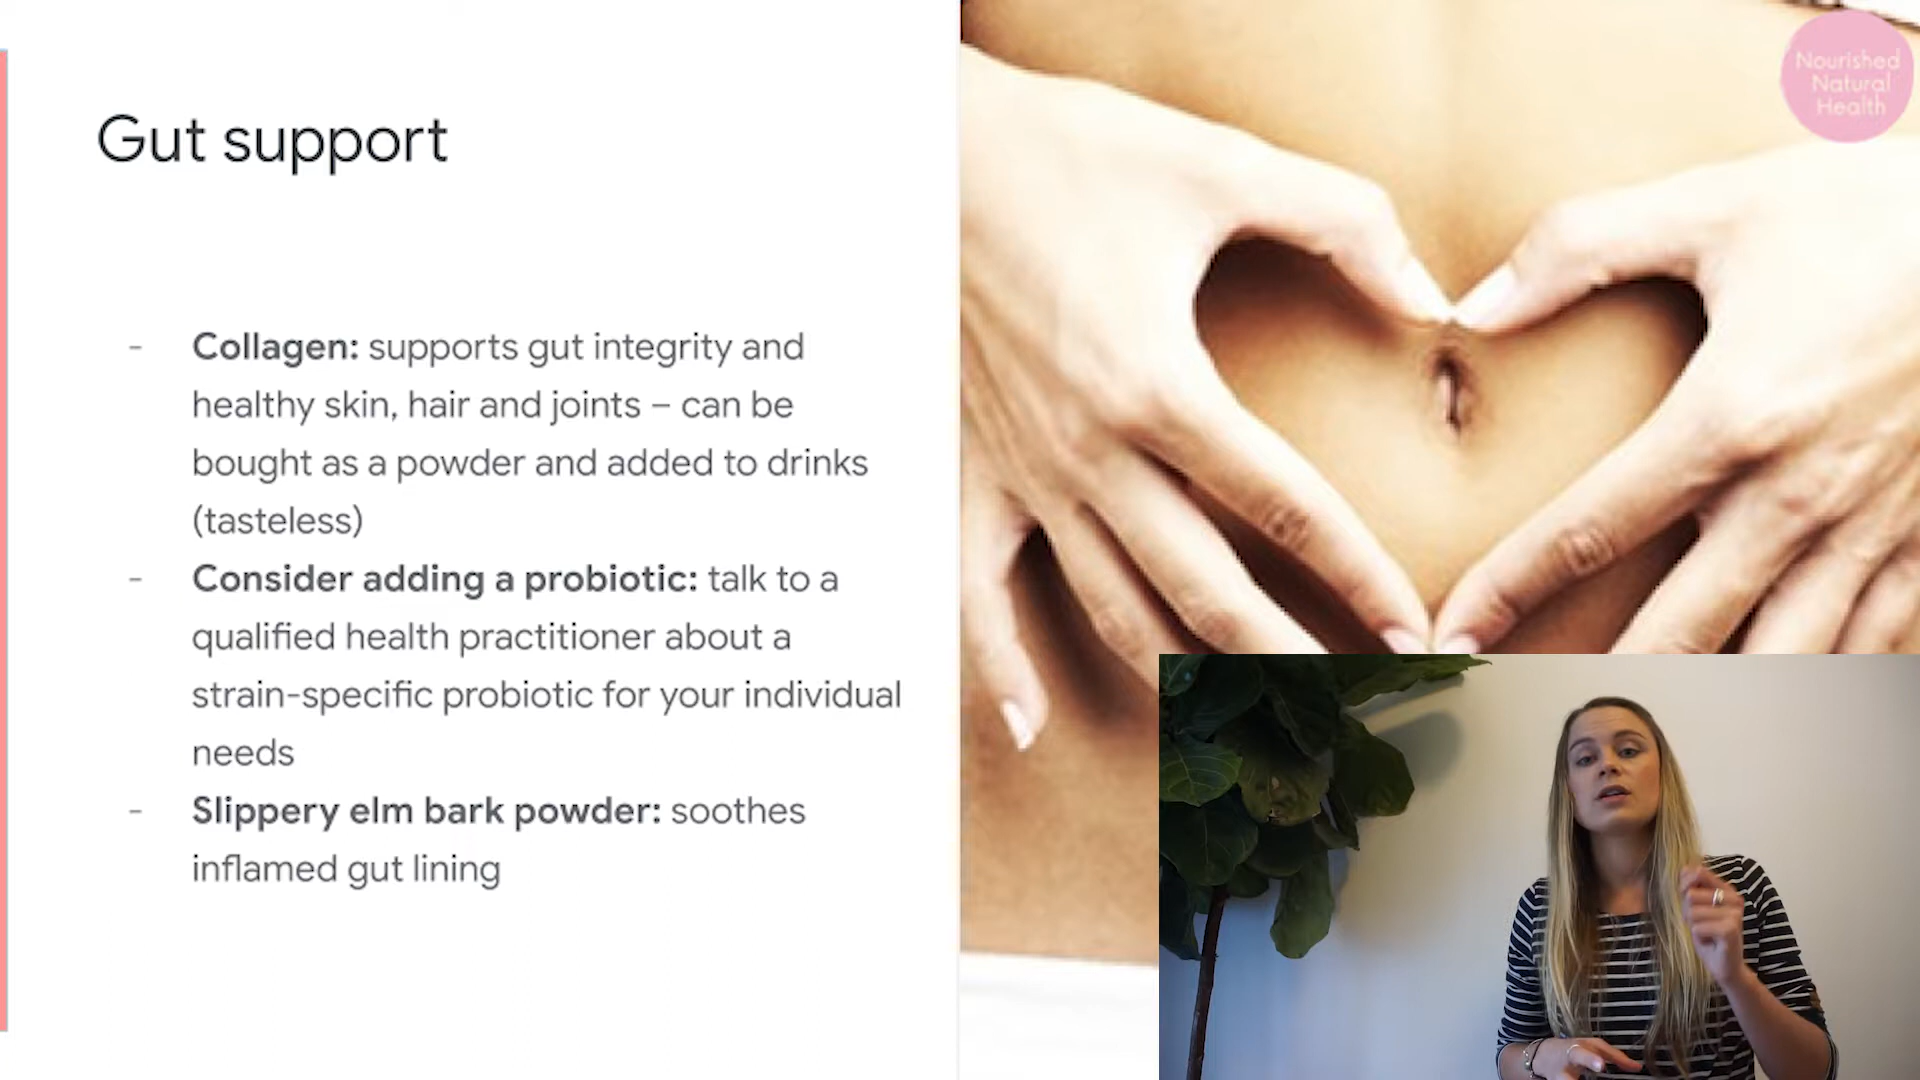 Nourished
Natural
Health
Gut support
- Collagen: supports gut integrity and
healthy skin, hair and joints – can be
bought as a powder and added to drinks
(tasteless)
- Consider adding a probiotic: talk to a
qualified health practitioner about a
strain-specific probiotic for your individual
needs
- Slippery elm bark powder: soothes
inflamed gut lining